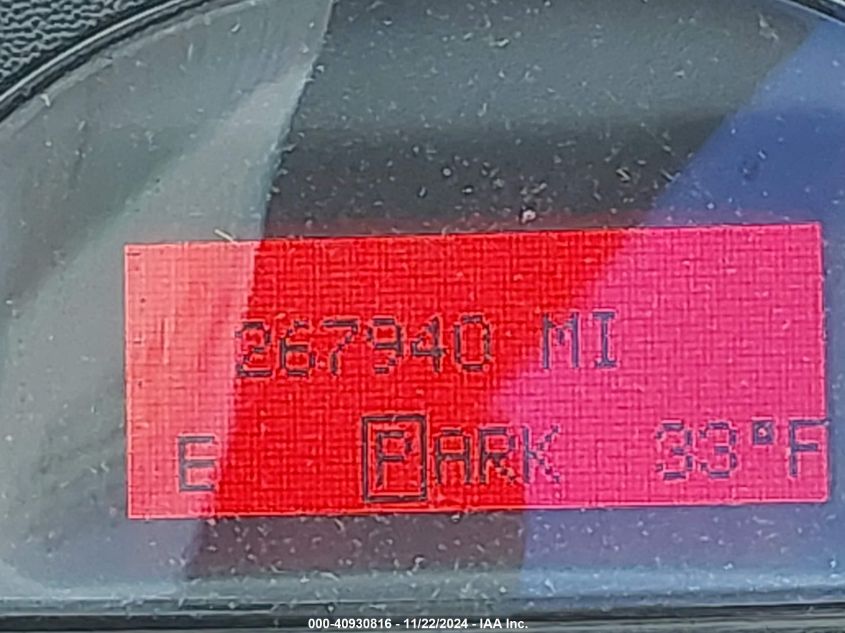 267940 MI
E PARK 33°F
000-40930816 - 11/22/2024 - IAA Inc.